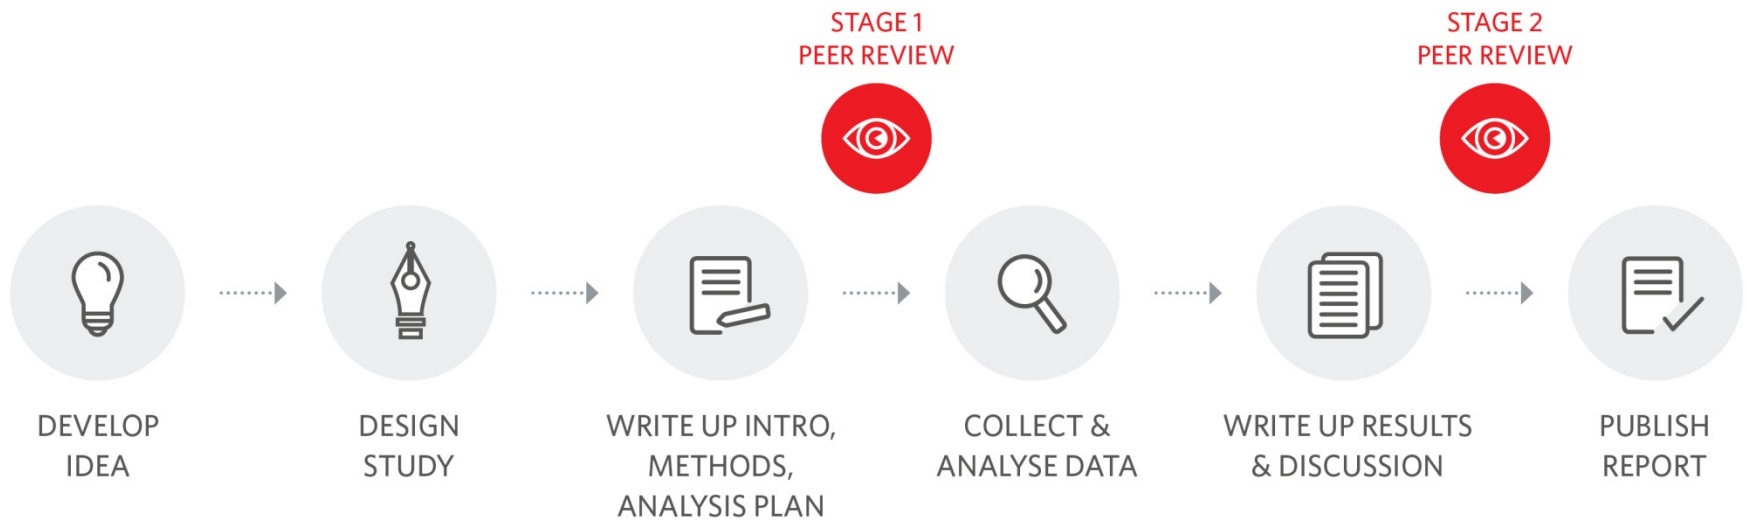 STAGE 1
PEER REVIEW
STAGE 2
PEER REVIEW
DEVELOP
IDEA
DESIGN
STUDY
WRITE UP INTRO,
METHODS,
ANALYSIS PLAN
COLLECT &
ANALYSE DATA
WRITE UP RESULTS
& DISCUSSION
PUBLISH
REPORT